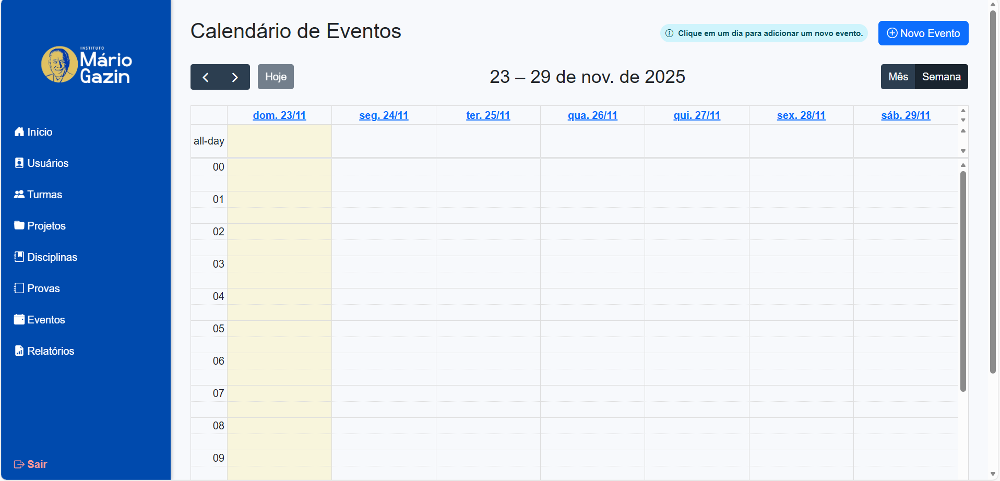 INSTITUTO
Mário
Gazin
Início
Usuários
Turmas
Projetos
Disciplinas
Provas
Eventos
Relatórios
Sair
Calendário de Eventos
Clique em um dia para adicionar um novo evento.
Novo Evento
Hoje
23 – 29 de nov. de 2025
Mês
Semana
dom. 23/11
seg. 24/11
ter. 25/11
qua. 26/11
qui. 27/11
sex. 28/11
sáb. 29/11
all-day
00
01
02
03
04
05
06
07
08
09